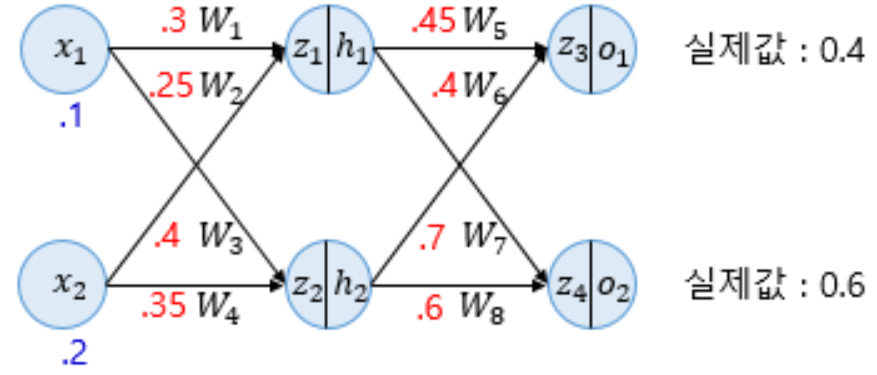 .3 W₁
.45 W₅
x₁
z₁ h₁
z₃ o₁
실제값 : 0.4
.25 W₂
.4 W₆
.1
.4 W₃
.7 W₇
x₂
z₂ h₂
z₄ o₂
실제값 : 0.6
.35 W₄
.6 W₈
.2